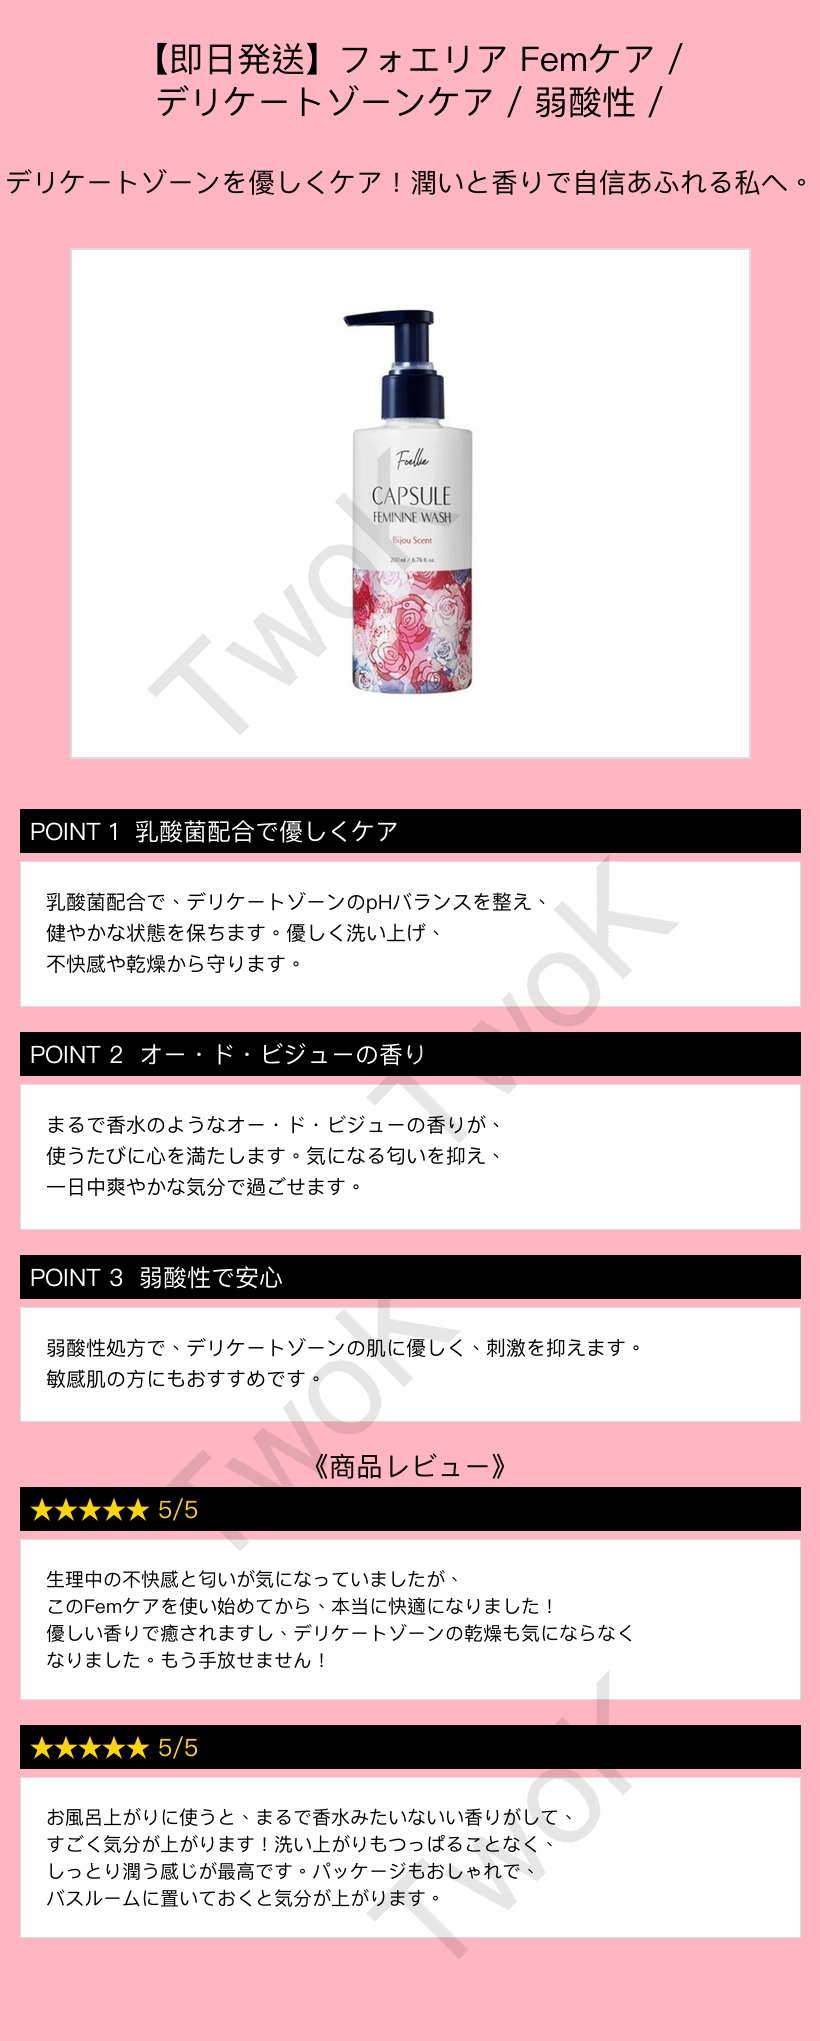 【即日発送】フォエリア Femケア /
デリケートゾーンケア / 弱酸性 /
デリケートゾーンを優しくケア！潤いと香りで自信あふれる私へ。
Foellie
CAPSULE
FEMININE WASH
Bijou Scent
200 ml / 6.76 fl oz.
POINT 1 乳酸菌配合で優しくケア
乳酸菌配合で、デリケートゾーンのpHバランスを整え、
健やかな状態を保ちます。優しく洗い上げ、
不快感や乾燥から守ります。
POINT 2 オー・ド・ビジューの香り
まるで香水のようなオー・ド・ビジューの香りが、
使うたびに心を満たします。気になる匂いを抑え、
一日中爽やかな気分で過ごせます。
POINT 3 弱酸性で安心
弱酸性処方で、デリケートゾーンの肌に優しく、刺激を抑えます。
敏感肌の方にもおすすめです。
《商品レビュー》
★★★★★ 5/5
生理中の不快感と匂いが気になっていましたが、
このFemケアを使い始めてから、本当に快適になりました！
優しい香りで癒されますし、デリケートゾーンの乾燥も気にならなく
なりました。もう手放せません！
★★★★★ 5/5
お風呂上がりに使うと、まるで香水みたいないい香りがして、
すごく気分が上がります！洗い上がりもつっぱることなく、
しっとり潤う感じが最高です。パッケージもおしゃれで、
バスルームに置いておくと気分が上がります。
TwoK
TwoK
TwoK
TwoK